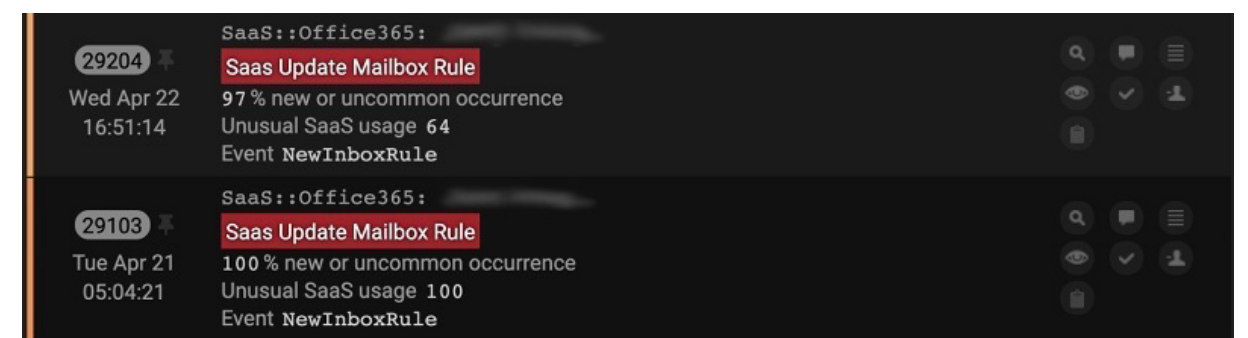 SaaS::Office365:
29204
Saas Update Mailbox Rule
Wed Apr 22
97% new or uncommon occurrence
16:51:14
Unusual SaaS usage 64
Event NewInboxRule
SaaS::Office365:
29103
Saas Update Mailbox Rule
Tue Apr 21
100% new or uncommon occurrence
05:04:21
Unusual SaaS usage 100
Event NewInboxRule